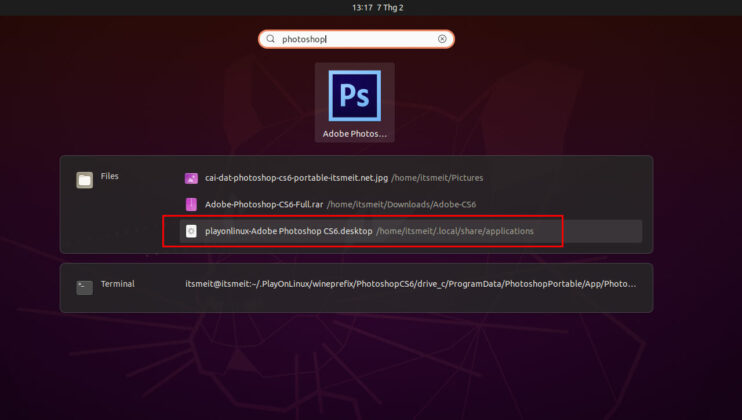 13:17 7 Thg 2
photoshop
Ps
Adobe Photos...
Files
cai-dat-photoshop-cs6-portable-itsmeit.net.jpg /home/itsmeit/Pictures
Adobe-Photoshop-CS6-Full.rar /home/itsmeit/Downloads/Adobe-CS6
playonlinux-Adobe Photoshop CS6.desktop /home/itsmeit/.local/share/applications
Terminal
itsmeit@itsmeit:~/.PlayOnLinux/wineprefix/PhotoshopCS6/drive_c/ProgramData/PhotoshopPortable/App/Photo...